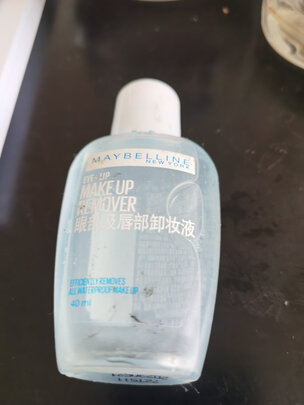 MAYBELLINE
NEW YORK
EYE+LIP
MAKE UP
REMOVER
眼部及唇部卸妆液
EFFICIENTLY REMOVES
ALL WATERPROOF MAKE UP
40 ml